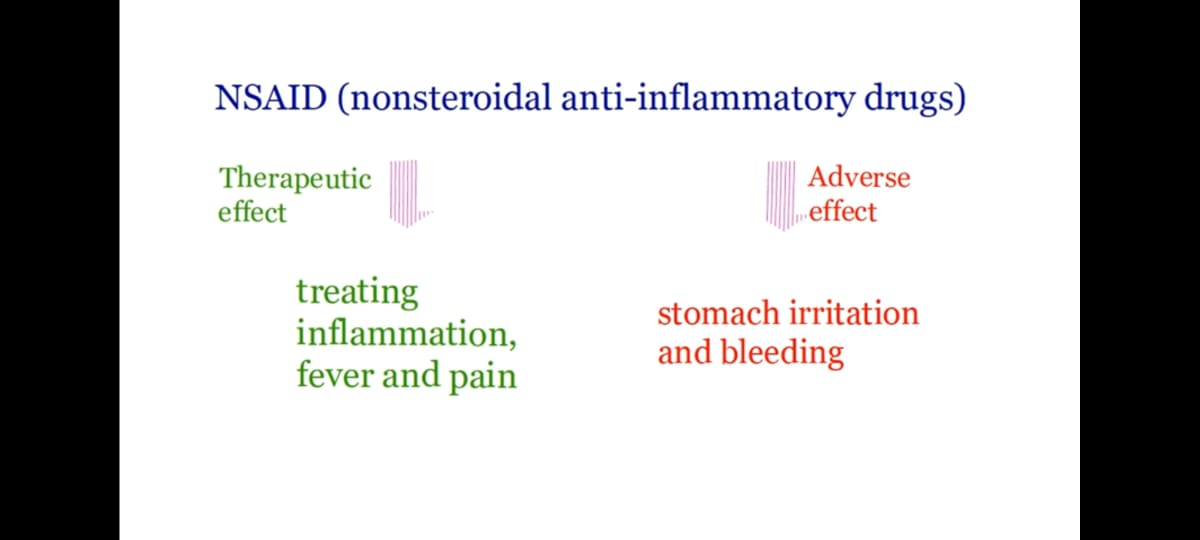 NSAID (nonsteroidal anti-inflammatory drugs)
Therapeutic
effect
Adverse
effect
treating
inflammation,
fever and pain
stomach irritation
and bleeding